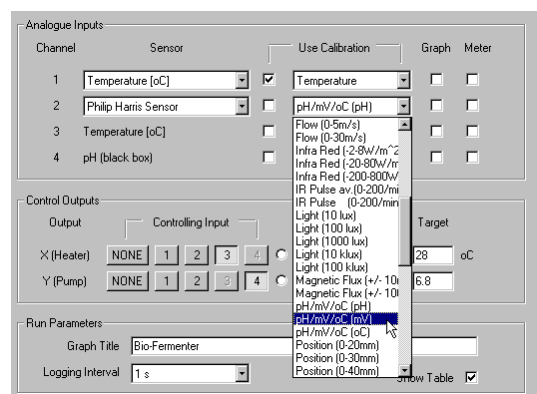 Analogue Inputs
Channel Sensor Use Calibration Graph Meter
1 Temperature [oC] Temperature
2 Philip Harris Sensor pH/mV/oC (pH)
3 Temperature [oC]
4 pH (black box)
Flow (0-5m/s)
Flow (0-30m/s)
Infra Red (-2-8W/m^2
Infra Red (-20-80W/m
Infra Red (-200-800W/
IR Pulse av.(0-200/mi
IR Pulse (0-200/min
Light (10 lux)
Light (100 lux)
Light (1000 lux)
Light (10 klux)
Light (100 klux)
Magnetic Flux (+/- 10
Magnetic Flux (+/- 10
pH/mV/oC (pH)
pH/mV/oC (mV)
pH/mV/oC (oC)
Position (0-20mm)
Position (0-30mm)
Position (0-40mm)
Control Outputs
Output Controlling Input Target
X (Heater) NONE 1 2 3 4 28 oC
Y (Pump) NONE 1 2 3 4 6.8
Run Parameters
Graph Title Bio-Fermenter
Logging Interval 1 s Show Table